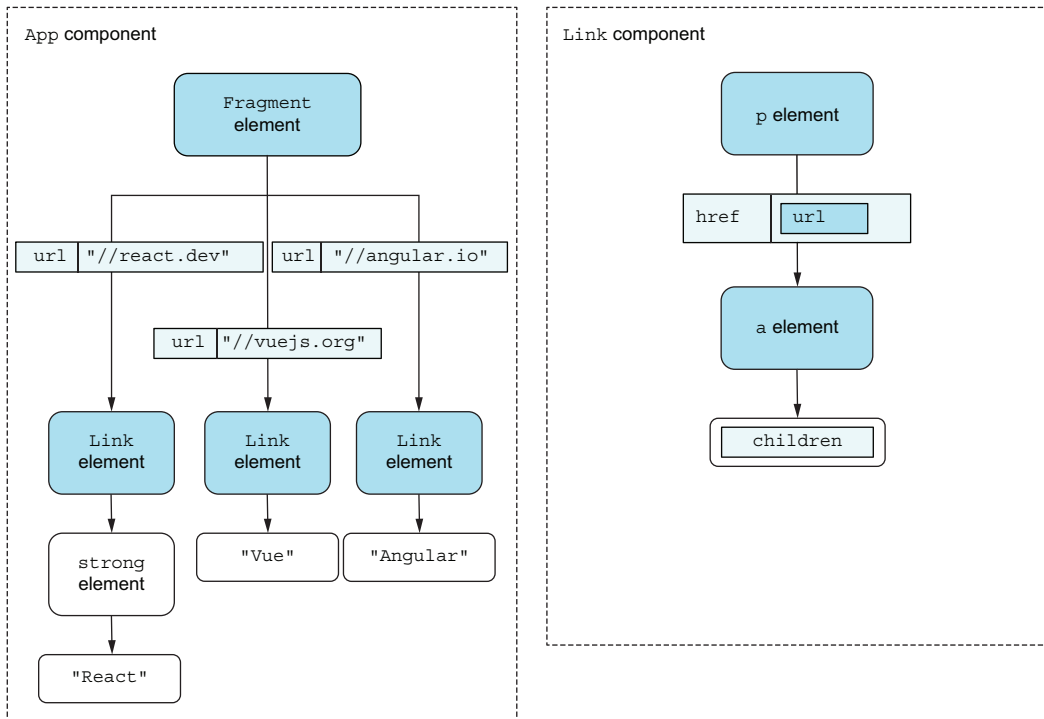 App component
Fragment
element
url "//react.dev"
url "//angular.io"
url "//vuejs.org"
Link
element
Link
element
Link
element
strong
element
"Vue"
"Angular"
"React"
Link component
p element
href url
a element
children